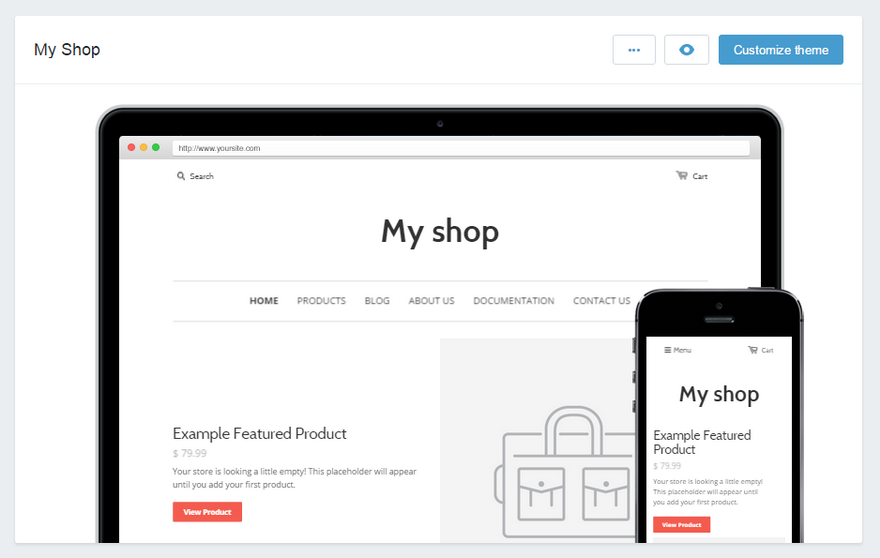 My Shop
Customize theme
http://www.yoursite.com
Search
Cart
My shop
HOME PRODUCTS BLOG ABOUT US DOCUMENTATION CONTACT US
Example Featured Product
$ 79.99
Your store is looking a little empty! This placeholder will appear
until you add your first product.
View Product
Menu
Cart
My shop
Example Featured
Product
$ 79.99
Your store is looking a little empty!
This placeholder will appear until
you add your first product.
View Product